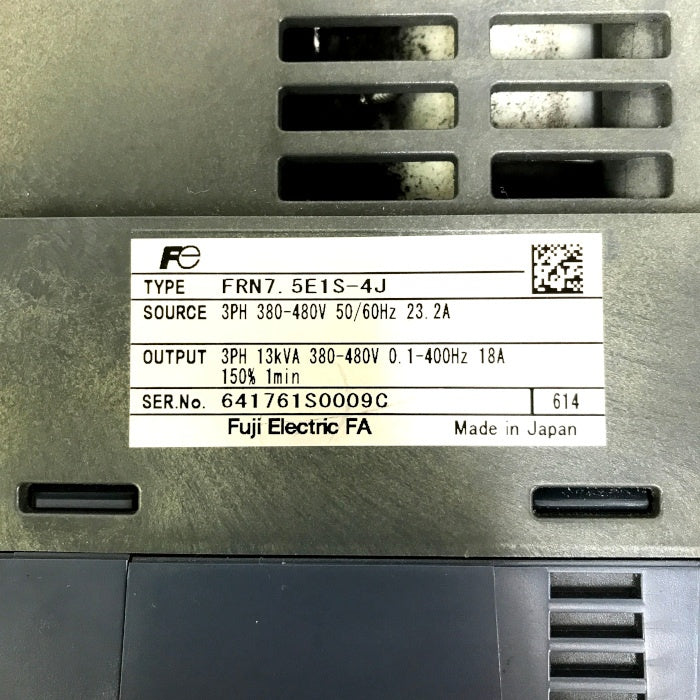 Fe
TYPE FRN7.5E1S-4J
SOURCE 3PH 380-480V 50/60Hz 23.2A
OUTPUT 3PH 13kVA 380-480V 0.1-400Hz 18A
150% 1min
SER.No. 641761S0009C 614
Fuji Electric FA Made in Japan